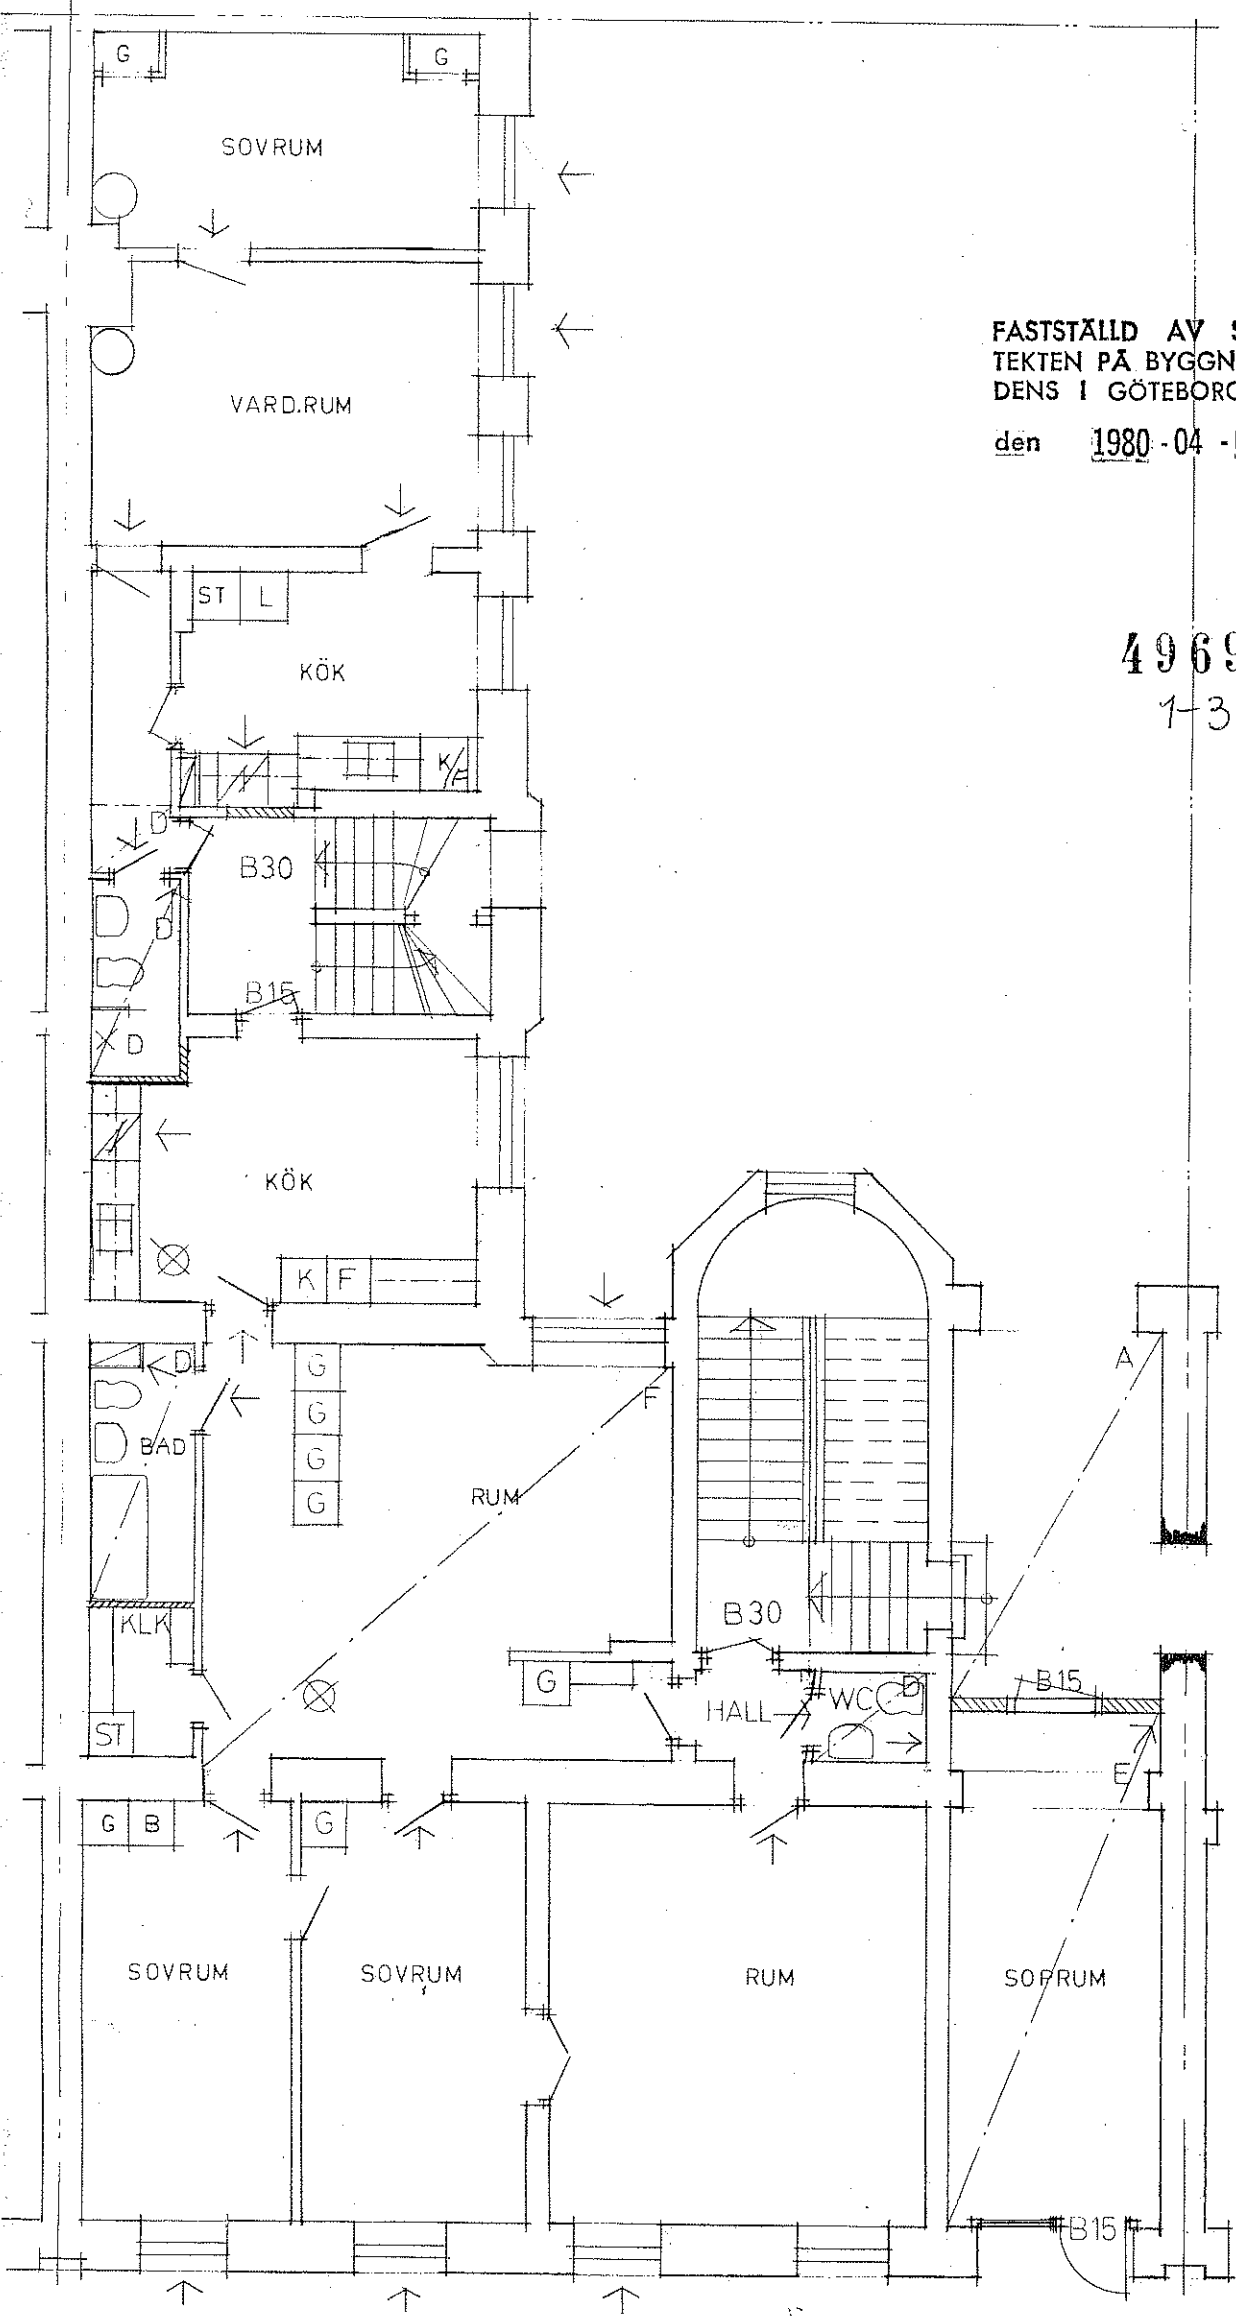 G
G
SOVRUM
FASTSTÄLLD AV
TEKTEN PÅ BYGGN
DENS I GÖTEBORG
den 1980-04-
VARD.RUM
ST L
KÖK
4969
1-3
K/F
D
B30
D
B15
D
KÖK
K F
D
G
F
A
G
BAD
G
RUM
G
KLK
B30
G
WC D
B15
HALL
ST
E
G B
G
SOVRUM
SOVRUM
RUM
SOPRUM
B15